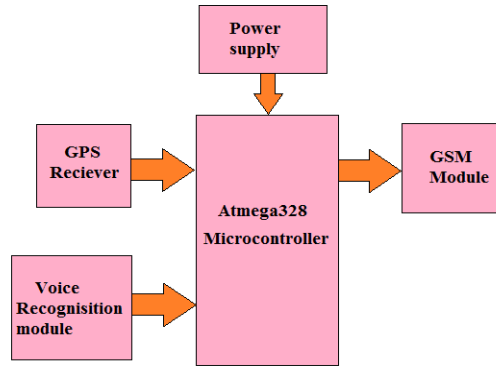 Power
supply
GPS
Reciever
Atmega328
Microcontroller
GSM
Module
Voice
Recognisition
module